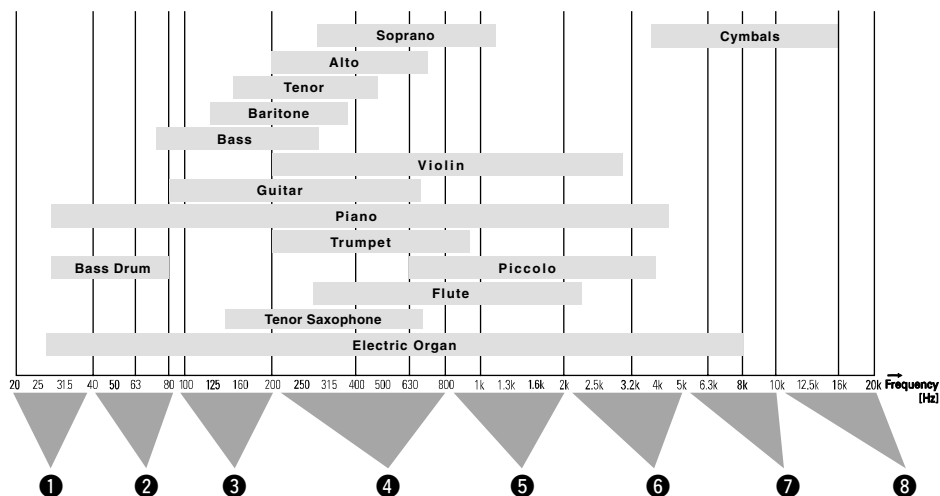 Soprano Cymbals
Alto
Tenor
Baritone
Bass
Violin
Guitar
Piano
Trumpet
Bass Drum Piccolo
Flute
Tenor Saxophone
Electric Organ
20 25 31.5 40 50 63 80 100 125 160 200 250 315 400 500 630 800 1k 1.3k 1.6k 2k 2.5k 3.2k 4k 5k 6.3k 8k 10k 12.5k 16k 20k Frequency
[Hz]
❶ ❷ ❸ ❹ ❺ ❻ ❼ ❽